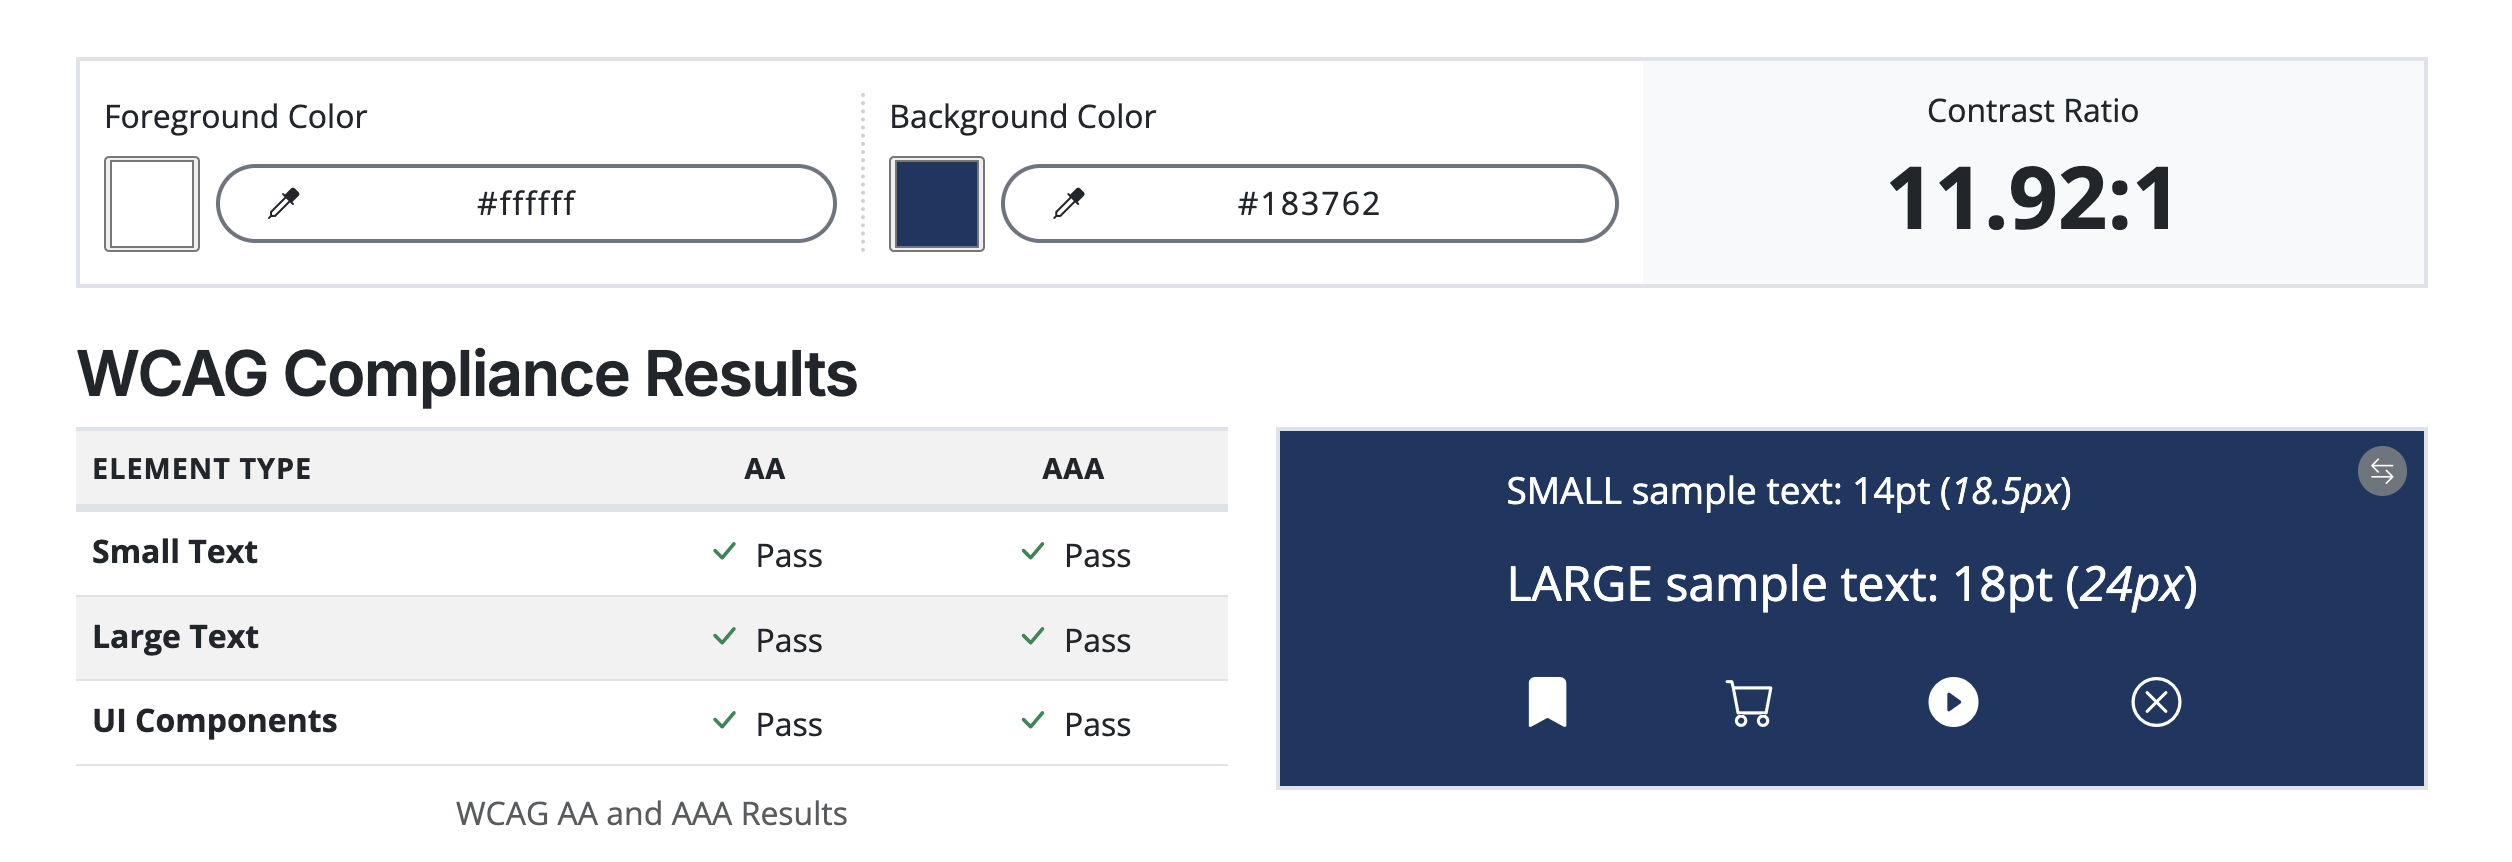 Foreground Color
#ffffff
Background Color
#183762
Contrast Ratio
11.92:1
WCAG Compliance Results
ELEMENT TYPE AA AAA
Small Text Pass Pass
Large Text Pass Pass
UI Components Pass Pass
WCAG AA and AAA Results
SMALL sample text: 14pt (18.5px)
LARGE sample text: 18pt (24px)